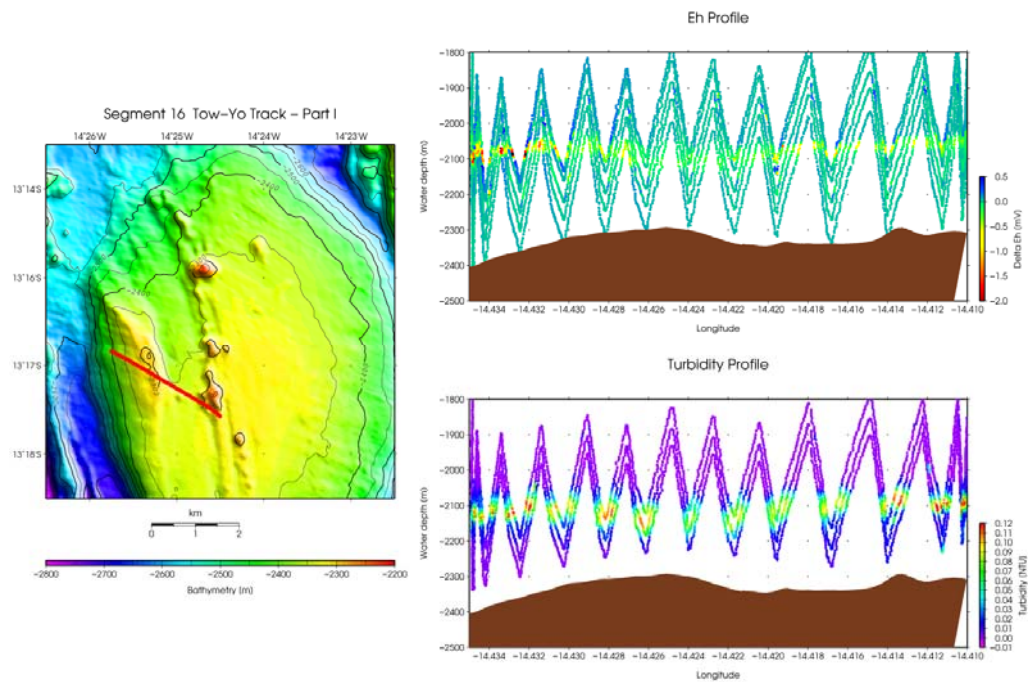 Segment 16 Tow-Yo Track - Part I
14°26'W 14°25'W 14°24'W 14°23'W
13°14'S
13°16'S
13°17'S
13°18'S
-2400
-2400
-2400
km
0 1 2
-2800 -2700 -2600 -2500 -2400 -2300 -2200
Bathymetry (m)
Eh Profile
Water depth (m)
-1800
-1900
-2000
-2100
-2200
-2300
-2400
-2500
-14.434 -14.432 -14.430 -14.428 -14.426 -14.424 -14.422 -14.420 -14.418 -14.416 -14.414 -14.412 -14.410
Longitude
0.5
0.0
-0.5
-1.0
-1.5
-2.0
Delta Eh (mV)
Turbidity Profile
Water depth (m)
-1800
-1900
-2000
-2100
-2200
-2300
-2400
-2500
-14.434 -14.432 -14.430 -14.428 -14.426 -14.424 -14.422 -14.420 -14.418 -14.416 -14.414 -14.412 -14.410
Longitude
0.12
0.11
0.10
0.09
0.08
0.07
0.06
0.05
0.04
0.03
0.02
0.01
0.00
-0.01
Turbidity (NTU)